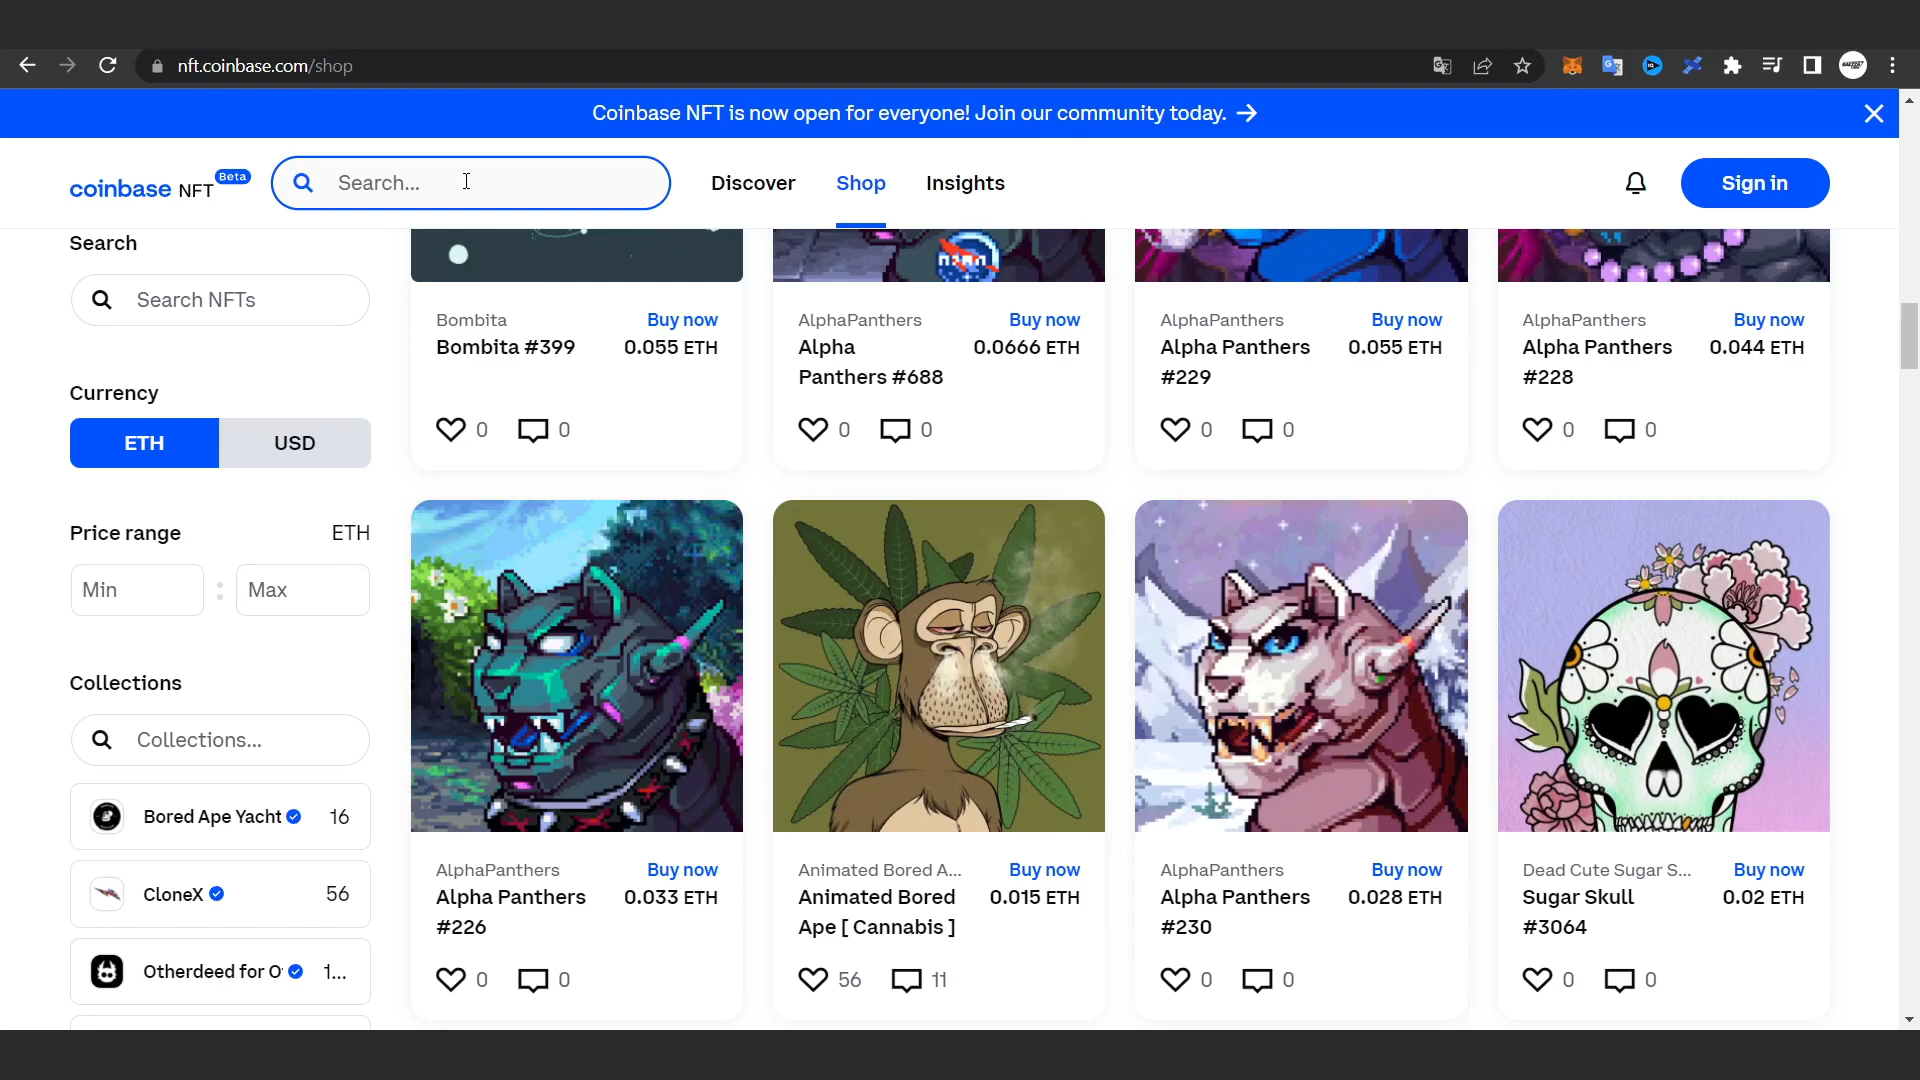 nft.coinbase.com/shop
Coinbase NFT is now open for everyone! Join our community today. →
coinbase NFT Beta
Search...
Discover
Shop
Insights
Sign in
Search
Search NFTs
Currency
ETH
USD
Price range
ETH
Min
:
Max
Collections
Collections...
Bored Ape Yacht
16
CloneX
56
Otherdeed for O
1...
Bombita
Buy now
Bombita #399
0.055 ETH
0
0
AlphaPanthers
Buy now
Alpha
0.0666 ETH
Panthers #688
0
0
AlphaPanthers
Buy now
Alpha Panthers
0.055 ETH
#229
0
0
AlphaPanthers
Buy now
Alpha Panthers
0.044 ETH
#228
0
0
AlphaPanthers
Buy now
Alpha Panthers
0.033 ETH
#226
0
0
Animated Bored A...
Buy now
Animated Bored
0.015 ETH
Ape [ Cannabis ]
56
11
AlphaPanthers
Buy now
Alpha Panthers
0.028 ETH
#230
0
0
Dead Cute Sugar S...
Buy now
Sugar Skull
0.02 ETH
#3064
0
0